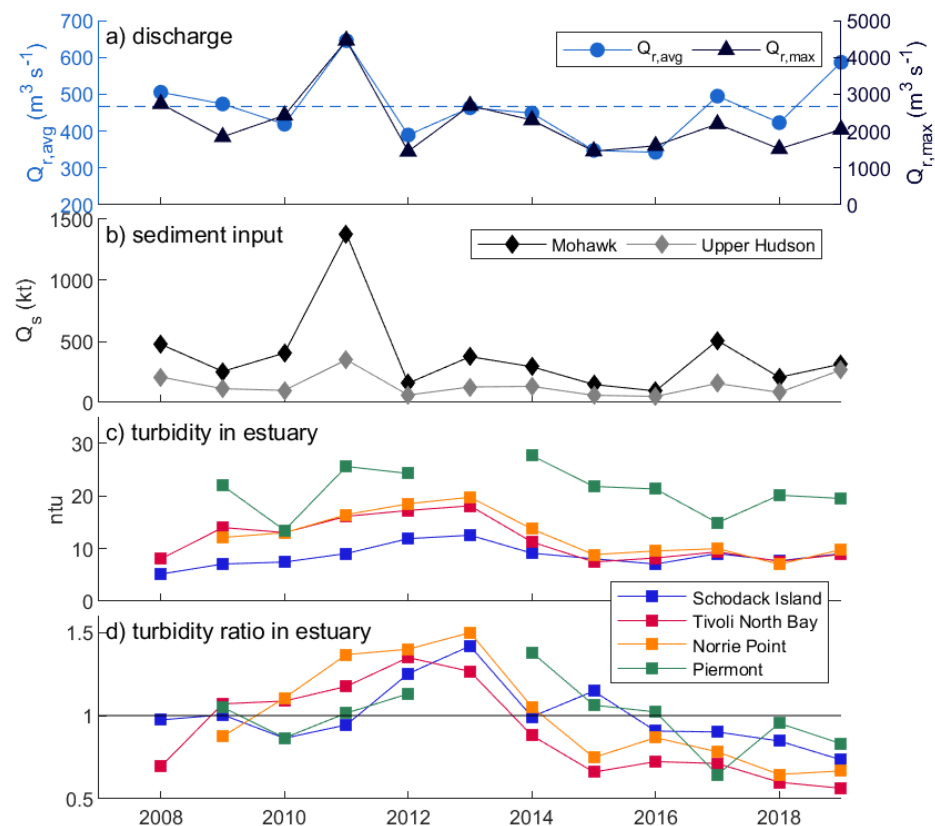 a) discharge
Q_r,avg
Q_r,max
700
600
500
400
300
200
Q_r,avg (m³ s⁻¹)
5000
4000
3000
2000
1000
0
Q_r,max (m³ s⁻¹)
b) sediment input
Mohawk
Upper Hudson
1500
1000
500
0
Q_s (kt)
c) turbidity in estuary
30
20
10
0
ntu
Schodack Island
Tivoli North Bay
Norrie Point
Piermont
d) turbidity ratio in estuary
1.5
1
0.5
2008
2010
2012
2014
2016
2018